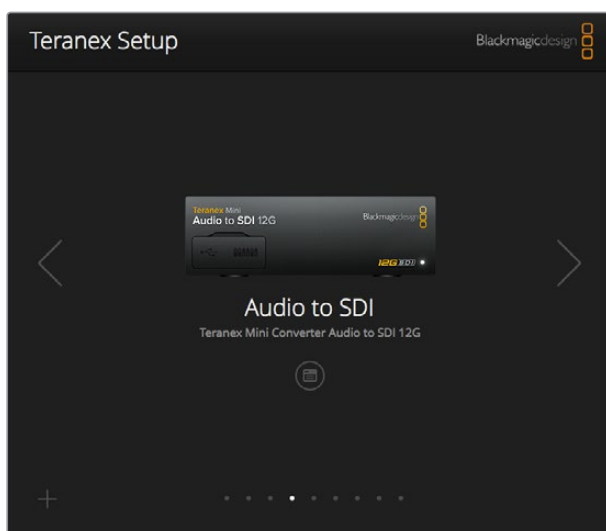 Teranex Setup
Blackmagicdesign
Teranex Mini
Audio to SDI 12G
Blackmagicdesign
12G SDI
Audio to SDI
Teranex Mini Converter Audio to SDI 12G